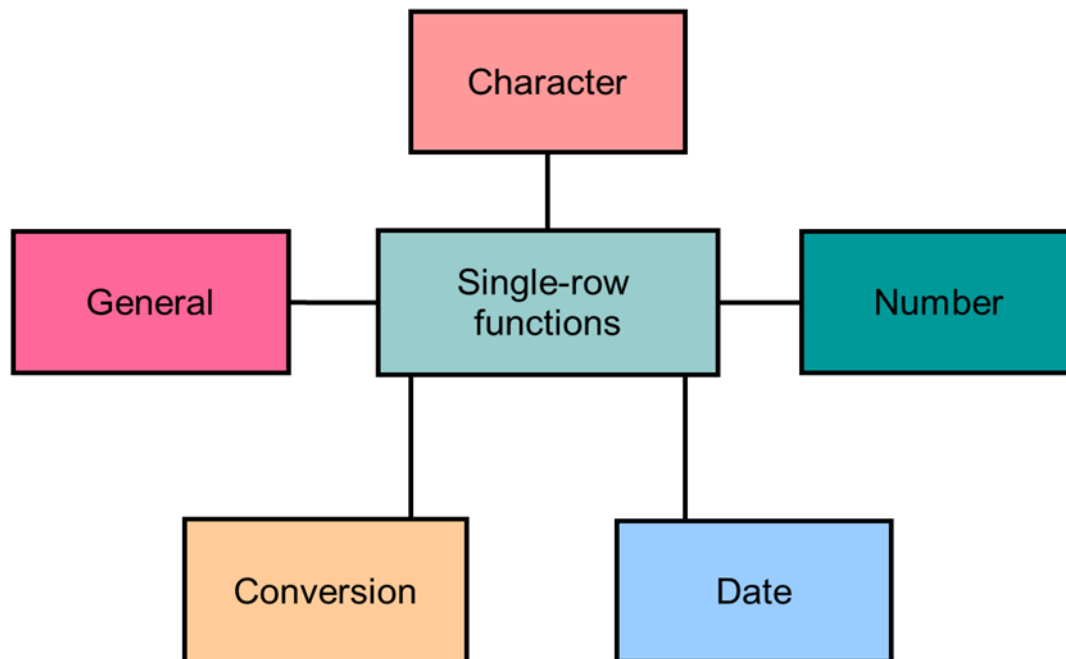 Character
General
Single-row
functions
Number
Conversion
Date